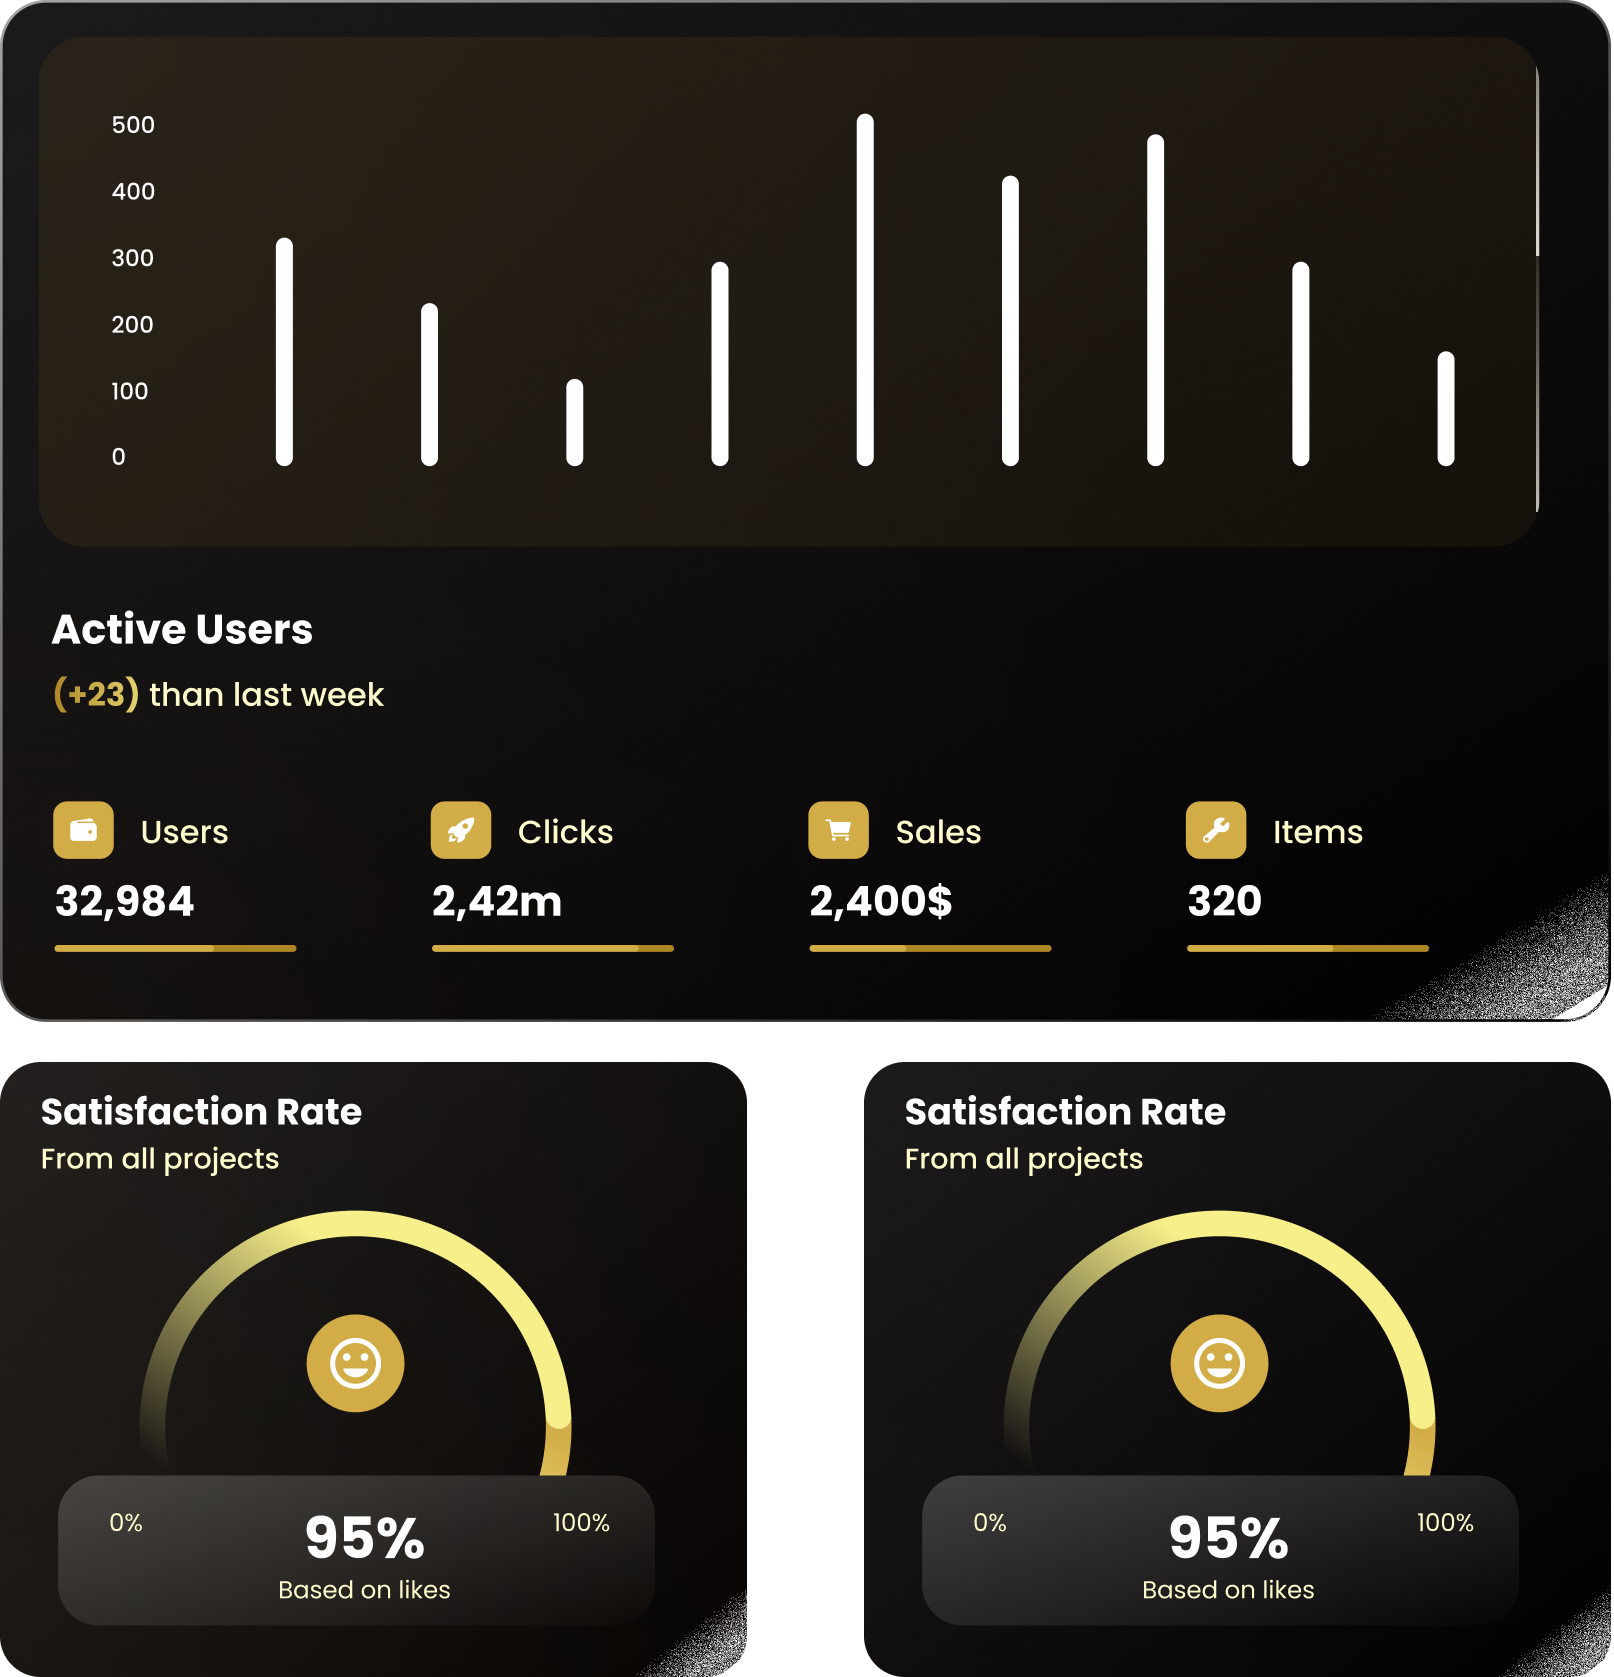 500
400
300
200
100
0
Active Users
(+23) than last week
Users
32,984
Clicks
2,42m
Sales
2,400$
Items
320
Satisfaction Rate
From all projects
0%
95%
100%
Based on likes
Satisfaction Rate
From all projects
0%
95%
100%
Based on likes